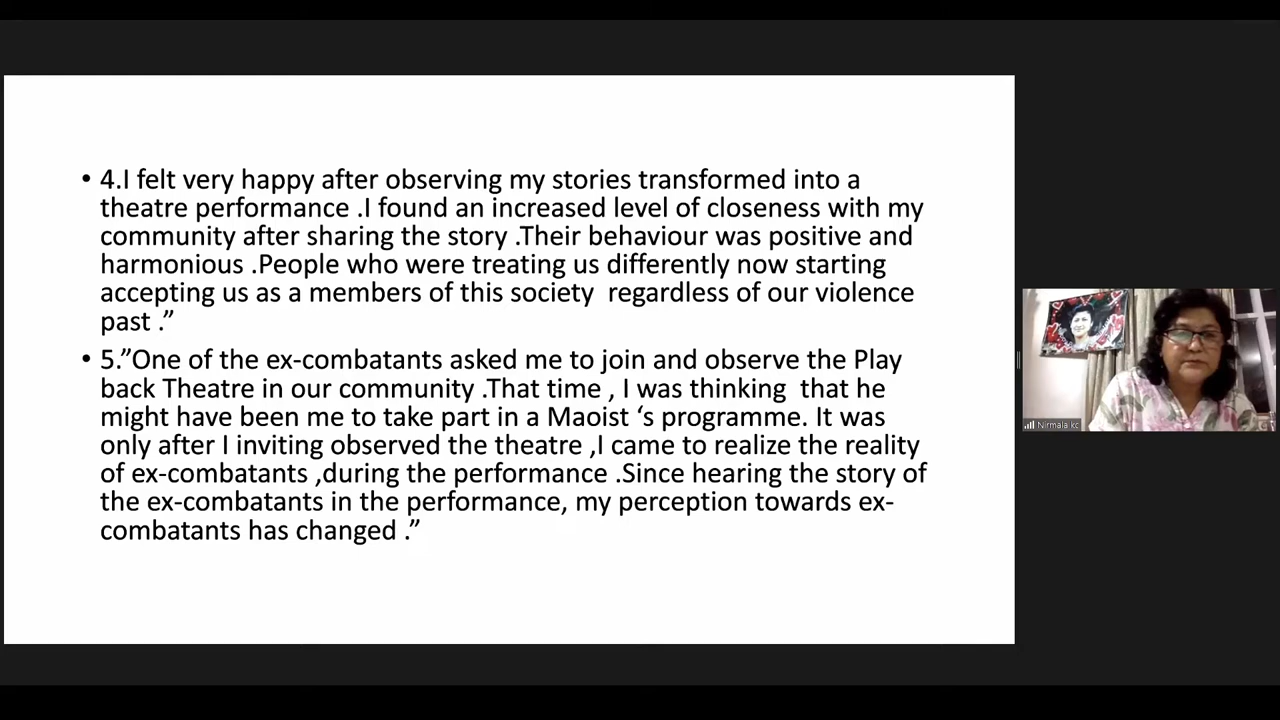 • 4.I felt very happy after observing my stories transformed into a
theatre performance .I found an increased level of closeness with my
community after sharing the story .Their behaviour was positive and
harmonious .People who were treating us differently now starting
accepting us as a members of this society  regardless of our violence
past .”
• 5.”One of the ex-combatants asked me to join and observe the Play
back Theatre in our community .That time , I was thinking  that he
might have been me to take part in a Maoist ‘s programme. It was
only after I inviting observed the theatre ,I came to realize the reality
of ex-combatants ,during the performance .Since hearing the story of
the ex-combatants in the performance, my perception towards ex-
combatants has changed .”
Nirmala kc